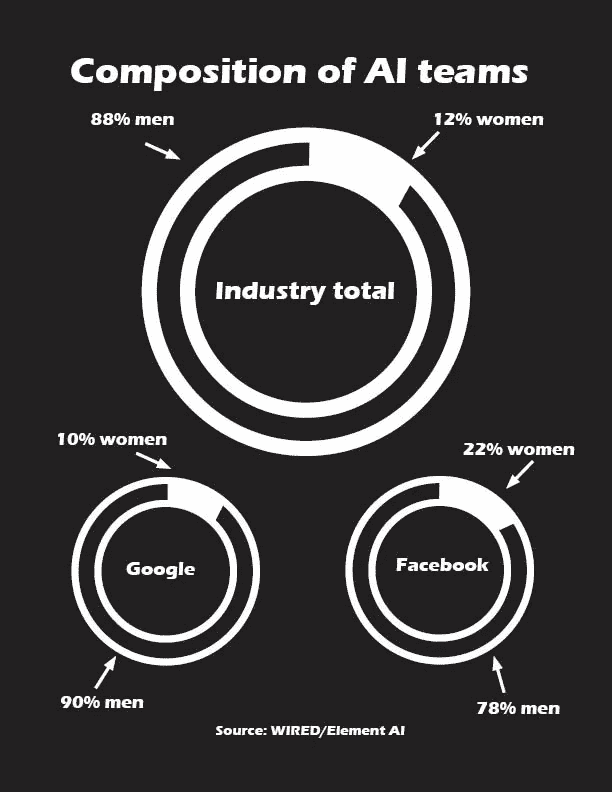 Composition of AI teams
88% men
12% women
Industry total
10% women
22% women
Google
Facebook
90% men
78% men
Source: WIRED/Element AI